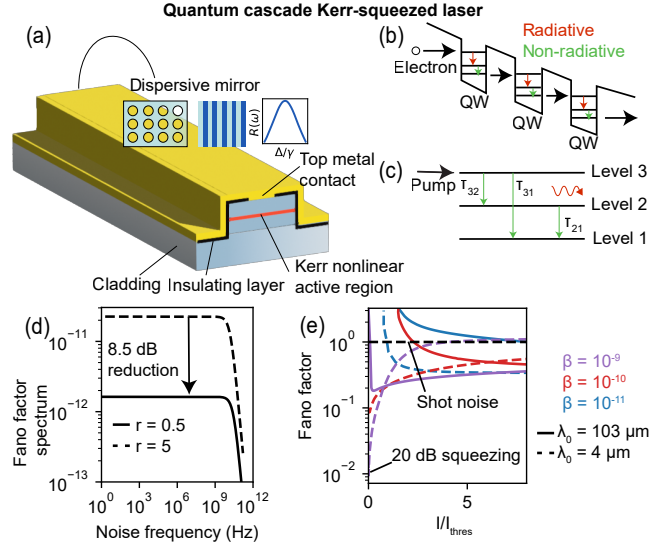 Quantum cascade Kerr-squeezed laser
(a)
Dispersive mirror
R(ω)
Δ/γ
Top metal
contact
Cladding
Insulating layer
Kerr nonlinear
active region
(b)
Radiative
Non-radiative
Electron
QW
QW
QW
(c)
Pump
Level 3
τ32
τ31
Level 2
τ21
Level 1
(d)
Fano factor
spectrum
10⁻¹¹
10⁻¹²
10⁻¹³
8.5 dB
reduction
r = 0.5
r = 5
10⁰
10³
10⁶
10⁹
10¹²
Noise frequency (Hz)
(e)
Fano factor
10⁰
10⁻¹
10⁻²
Shot noise
20 dB squeezing
0
5
I/Ithres
β = 10⁻⁹
β = 10⁻¹⁰
β = 10⁻¹¹
λ₀ = 103 μm
λ₀ = 4 μm